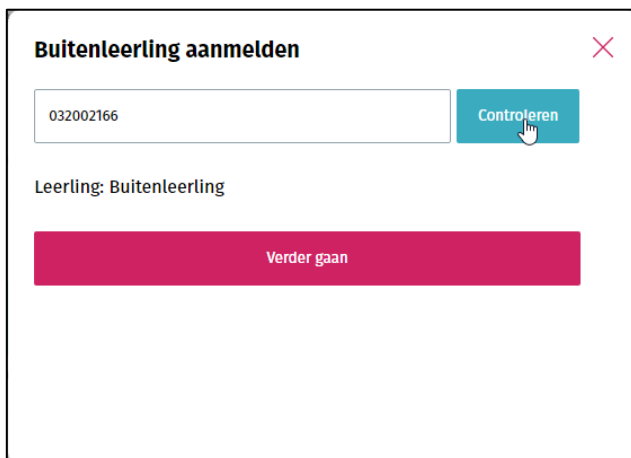 Buitenleerling aanmelden
032002166
Controleren
Leerling: Buitenleerling
Verder gaan